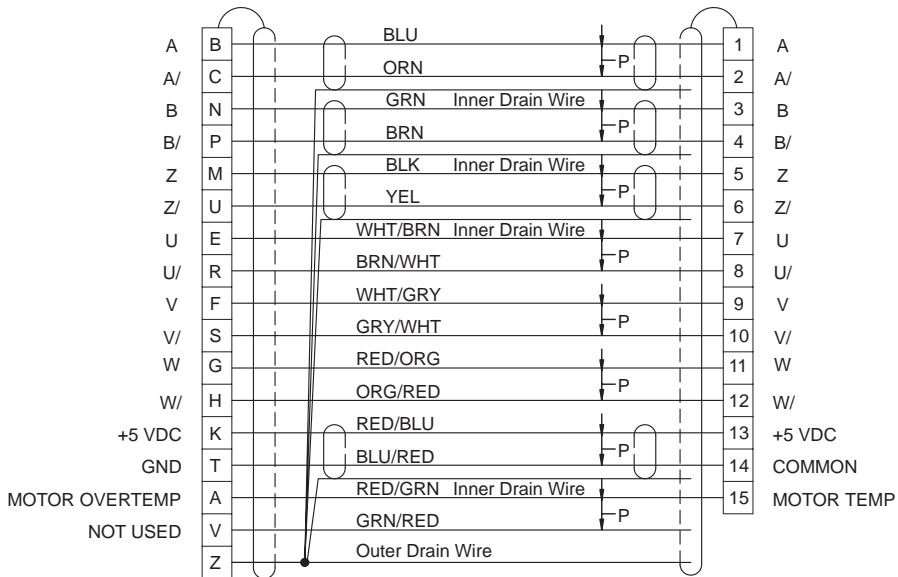 A B BLU 1 A
P
A/ C ORN 2 A/
B N GRN Inner Drain Wire 3 B
P
B/ P BRN 4 B/
Z M BLK Inner Drain Wire 5 Z
P
Z/ U YEL 6 Z/
U E WHT/BRN Inner Drain Wire 7 U
P
U/ R BRN/WHT 8 U/
V F WHT/GRY 9 V
P
V/ S GRY/WHT 10 V/
W G RED/ORG 11 W
P
W/ H ORG/RED 12 W/
+5 VDC K RED/BLU 13 +5 VDC
P
GND T BLU/RED 14 COMMON
MOTOR OVERTEMP A RED/GRN Inner Drain Wire 15 MOTOR TEMP
P
NOT USED V GRN/RED
Z Outer Drain Wire